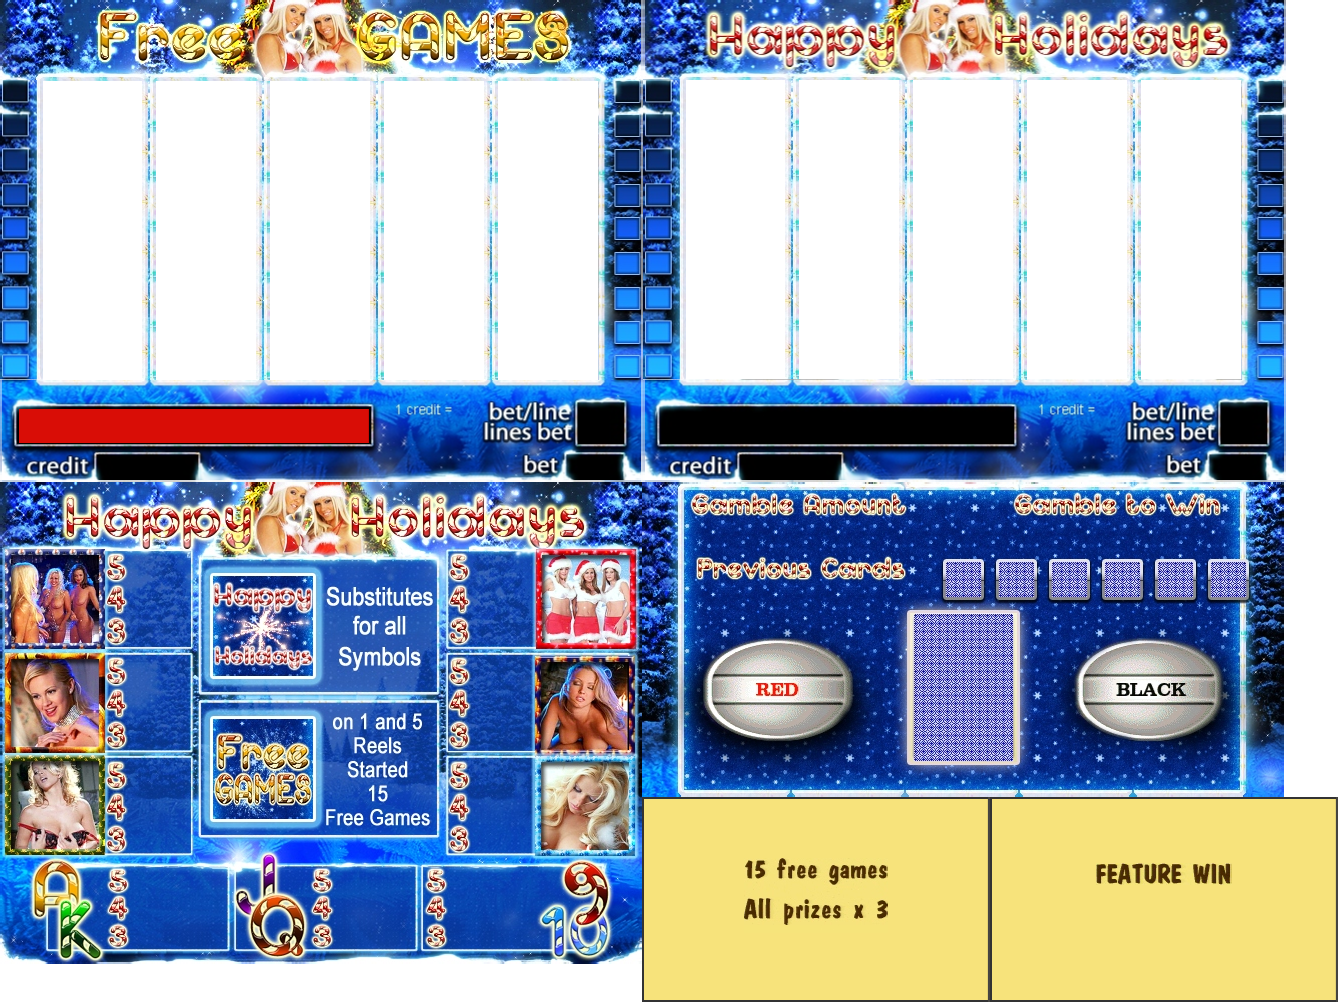 Free GAMES
1 credit =
bet/line
lines bet
credit
bet
Happy Holidays
1 credit =
bet/line
lines bet
credit
bet
Happy Holidays
5
4
3
5
4
3
5
4
3
Happy
Holidays
Substitutes
for all
Symbols
Free
GAMES
on 1 and 5
Reels
Started
15
Free Games
5
4
3
5
4
3
5
4
3
A
K
5
4
3
J
Q
5
4
3
5
4
3
9
10
Gamble Amount
Gamble to Win
Previous Cards
RED
BLACK
15 free games
All prizes x 3
FEATURE WIN